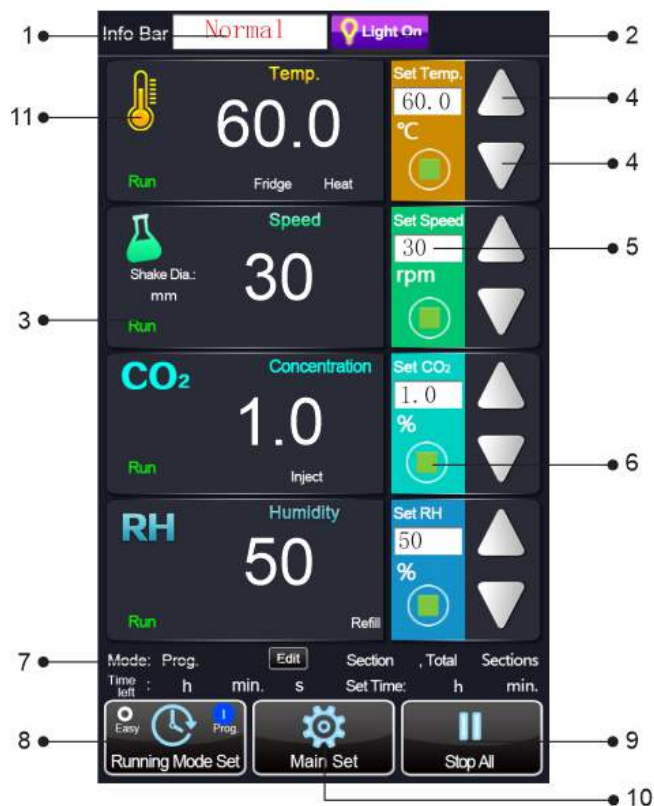 1 Info Bar Normal Light On 2
Temp. Set Temp.
11 60.0 60.0 4
°C 4
Run Fridge Heat
Speed Set Speed
30 30 5
Shake Dia.: rpm
mm
3 Run
CO₂ Concentration Set CO₂
1.0 1.0
%
Run Inject 6
RH Humidity Set RH
50 50
%
Run Refill
7 Mode: Prog. Edit Section , Total Sections
Time left : h min. s Set Time: h min.
8 Easy Prog. 9
Running Mode Set Main Set Stop All
10